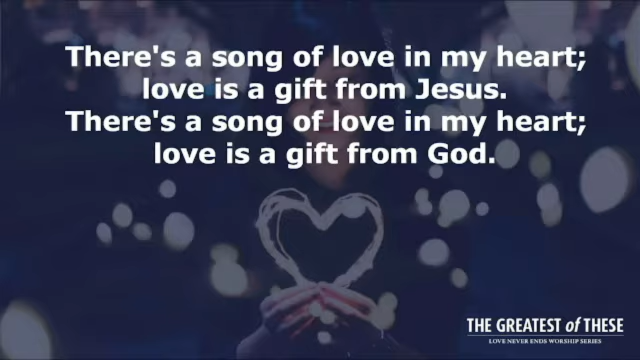 There's a song of love in my heart;
love is a gift from Jesus.
There's a song of love in my heart;
love is a gift from God.
THE GREATEST of THESE
LOVE NEVER ENDS WORSHIP SERIES